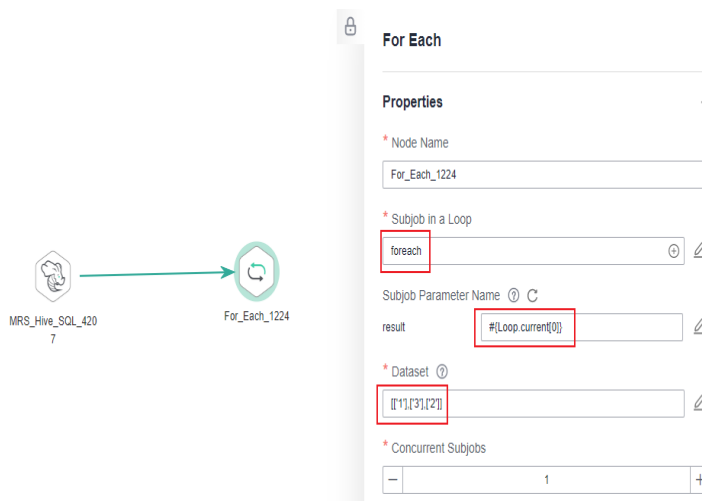 For Each
Properties
* Node Name
For_Each_1224
* Subjob in a Loop
foreach
Subjob Parameter Name
result
#{Loop.current[0]}
* Dataset
[['1'],['3'],['2']]
* Concurrent Subjobs
1
MRS_Hive_SQL_420
7
For_Each_1224